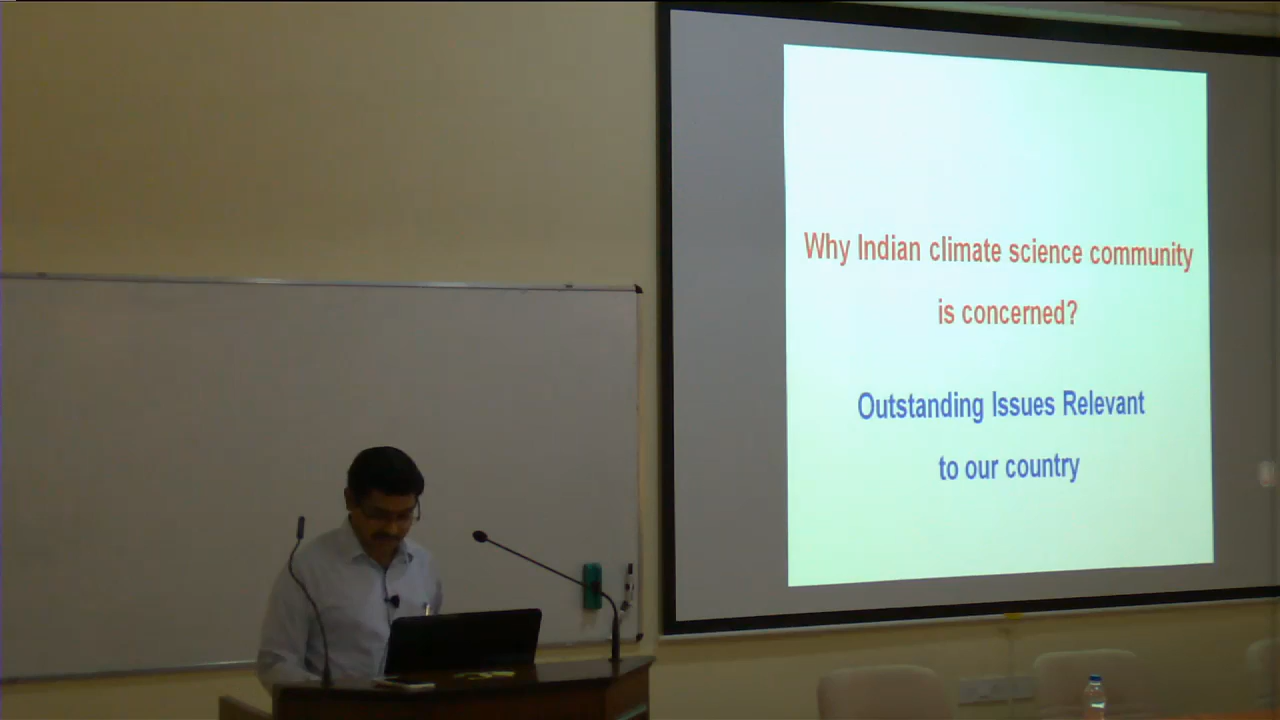 Why Indian climate science community
is concerned?
Outstanding Issues Relevant
to our country